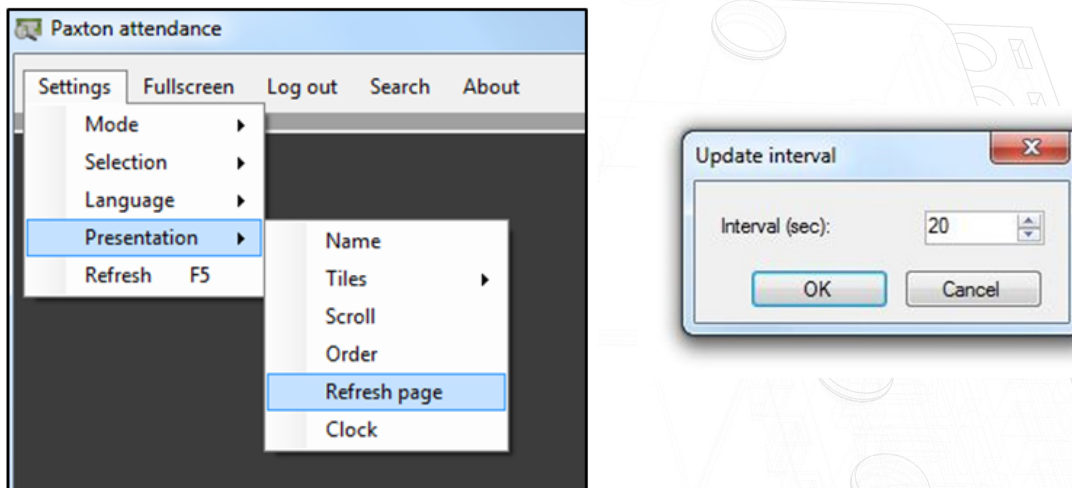 Paxton attendance
Settings Fullscreen Log out Search About
Mode
Selection
Language
Presentation
Refresh F5
Name
Tiles
Scroll
Order
Refresh page
Clock
Update interval
Interval (sec): 20
OK Cancel